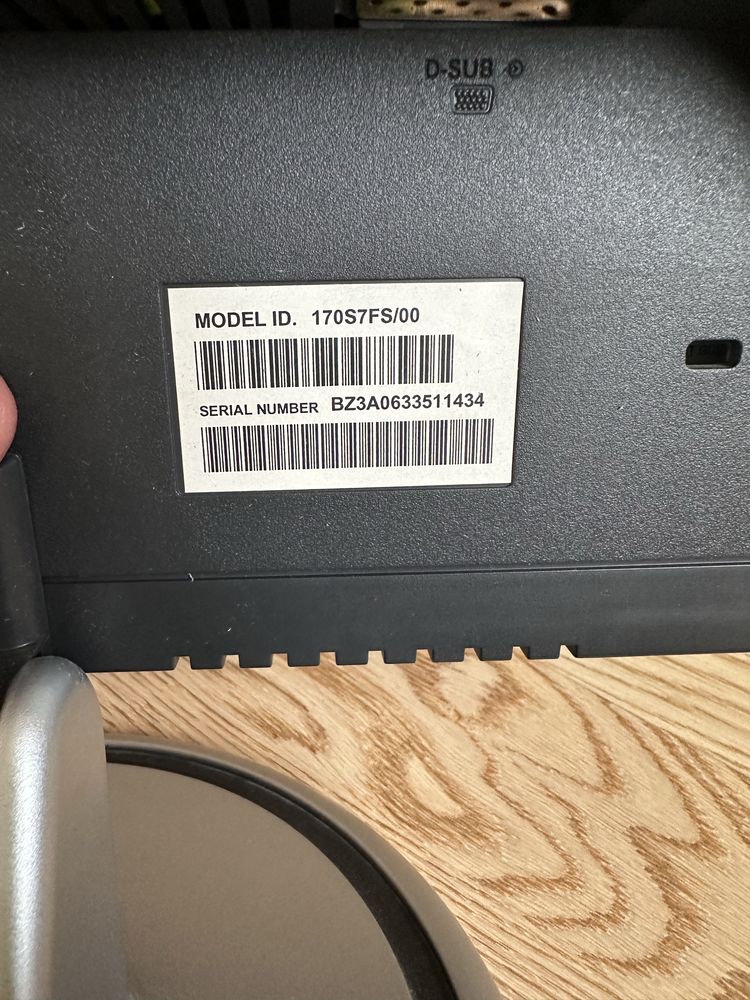 D-SUB
MODEL ID. 170S7FS/00
SERIAL NUMBER BZ3A0633511434